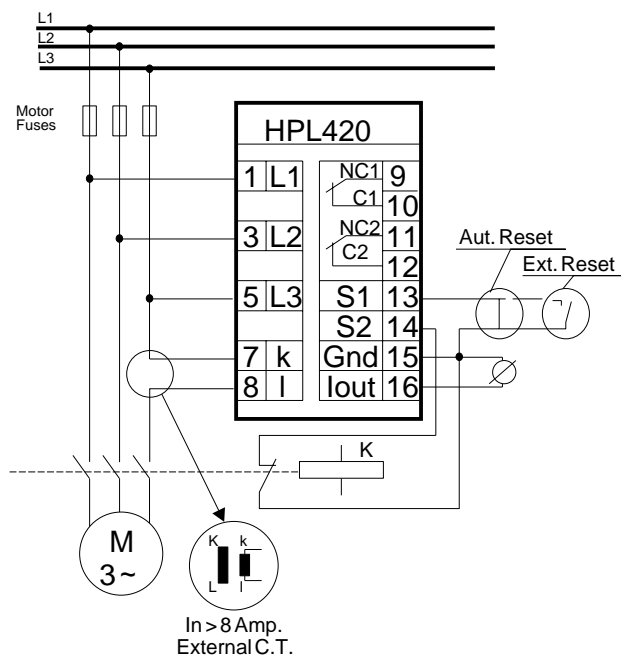 L1
L2
L3
Motor
Fuses
HPL420
1 L1
3 L2
5 L3
7 k
8 l
NC1 9
C1 10
NC2 11
C2 12
S1 13
S2 14
Gnd 15
Iout 16
Aut. Reset
Ext. Reset
K
M
3~
K k
L l
In > 8 Amp.
External C.T.